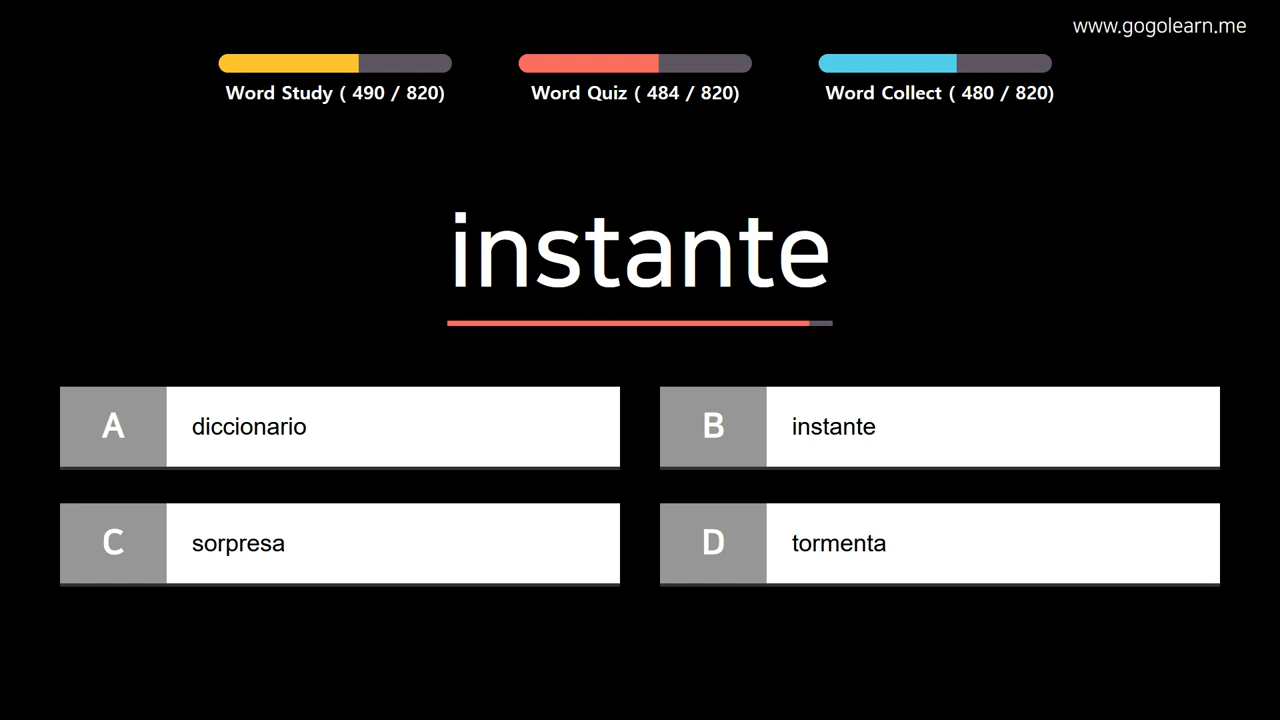 www.gogolearn.me
Word Study ( 490 / 820)
Word Quiz ( 484 / 820)
Word Collect ( 480 / 820)
instante
A diccionario
B instante
C sorpresa
D tormenta